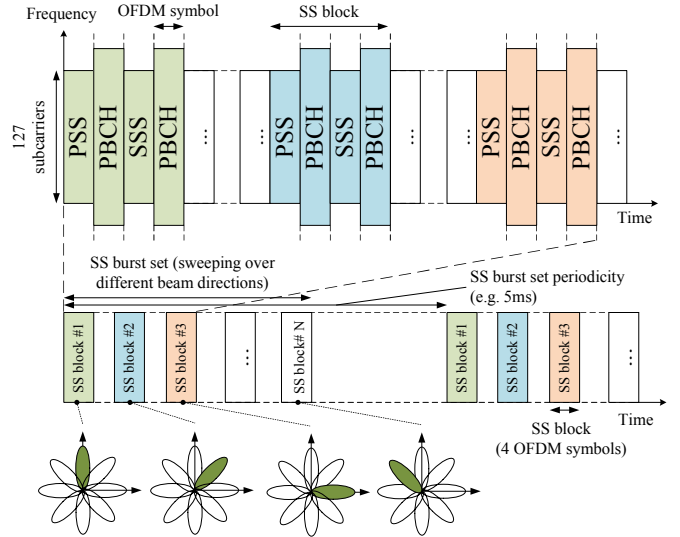 Frequency
OFDM symbol
SS block
127
subcarriers
PSS
PBCH
SSS
PBCH
...
...
PSS
PBCH
SSS
PBCH
...
...
PSS
PBCH
SSS
PBCH
...
Time
SS burst set (sweeping over
different beam directions)
SS burst set periodicity
(e.g. 5ms)
SS block #1
SS block #2
SS block #3
...
SS block# N
SS block #1
SS block #2
SS block #3
...
Time
SS block
(4 OFDM symbols)